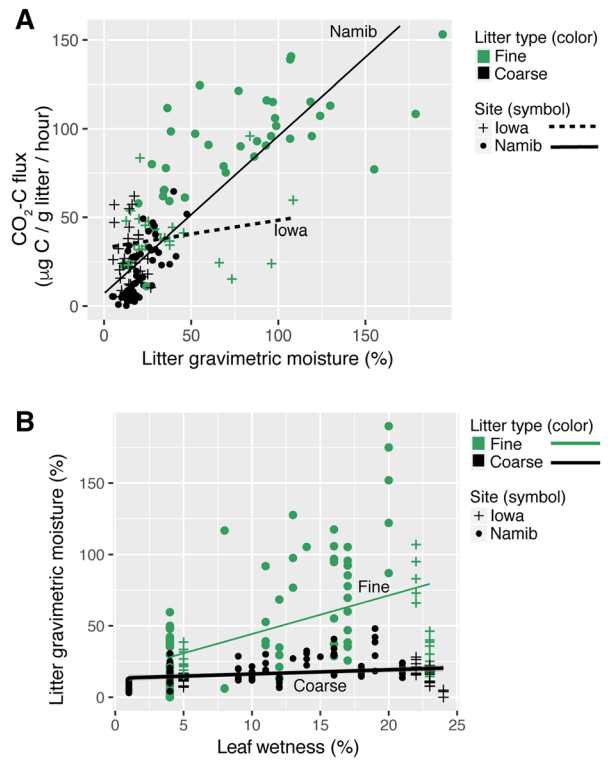 A
Namib
Iowa
150
100
50
0
CO₂-C flux
(μg C / g litter / hour)
0
50
100
150
Litter gravimetric moisture (%)
Litter type (color)
Fine
Coarse
Site (symbol)
Iowa
Namib
B
Fine
Coarse
150
100
50
0
Litter gravimetric moisture (%)
0
5
10
15
20
25
Leaf wetness (%)
Litter type (color)
Fine
Coarse
Site (symbol)
Iowa
Namib